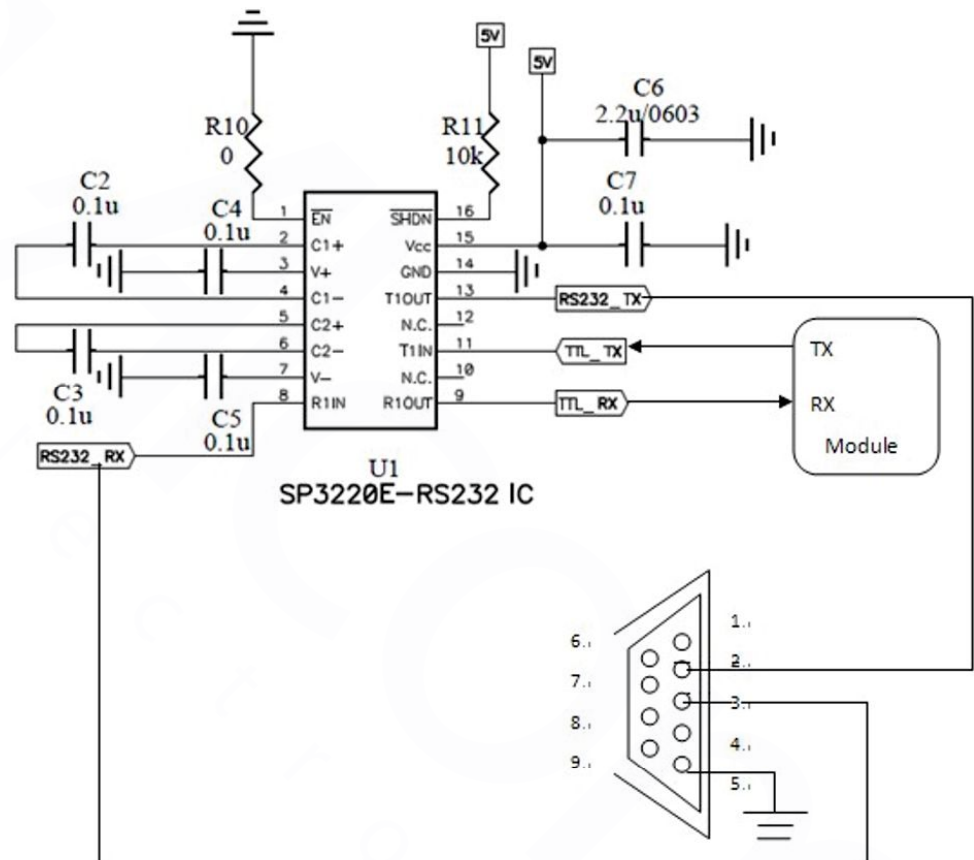 5V
5V
C6
2.2u/0603
R10
0
R11
10k
C2
0.1u
C4
0.1u
C7
0.1u
1 EN
2 C1+
3 V+
4 C1-
5 C2+
6 C2-
7 V-
8 R1IN
SHDN 16
Vcc 15
GND 14
T1OUT 13
N.C. 12
T1IN 11
N.C. 10
R1OUT 9
RS232_TX
TTL_TX
TTL_RX
TX
RX
Module
C3
0.1u
C5
0.1u
RS232_RX
U1
SP3220E-RS232 IC
1.
2.
3.
4.
5.
6.
7.
8.
9.